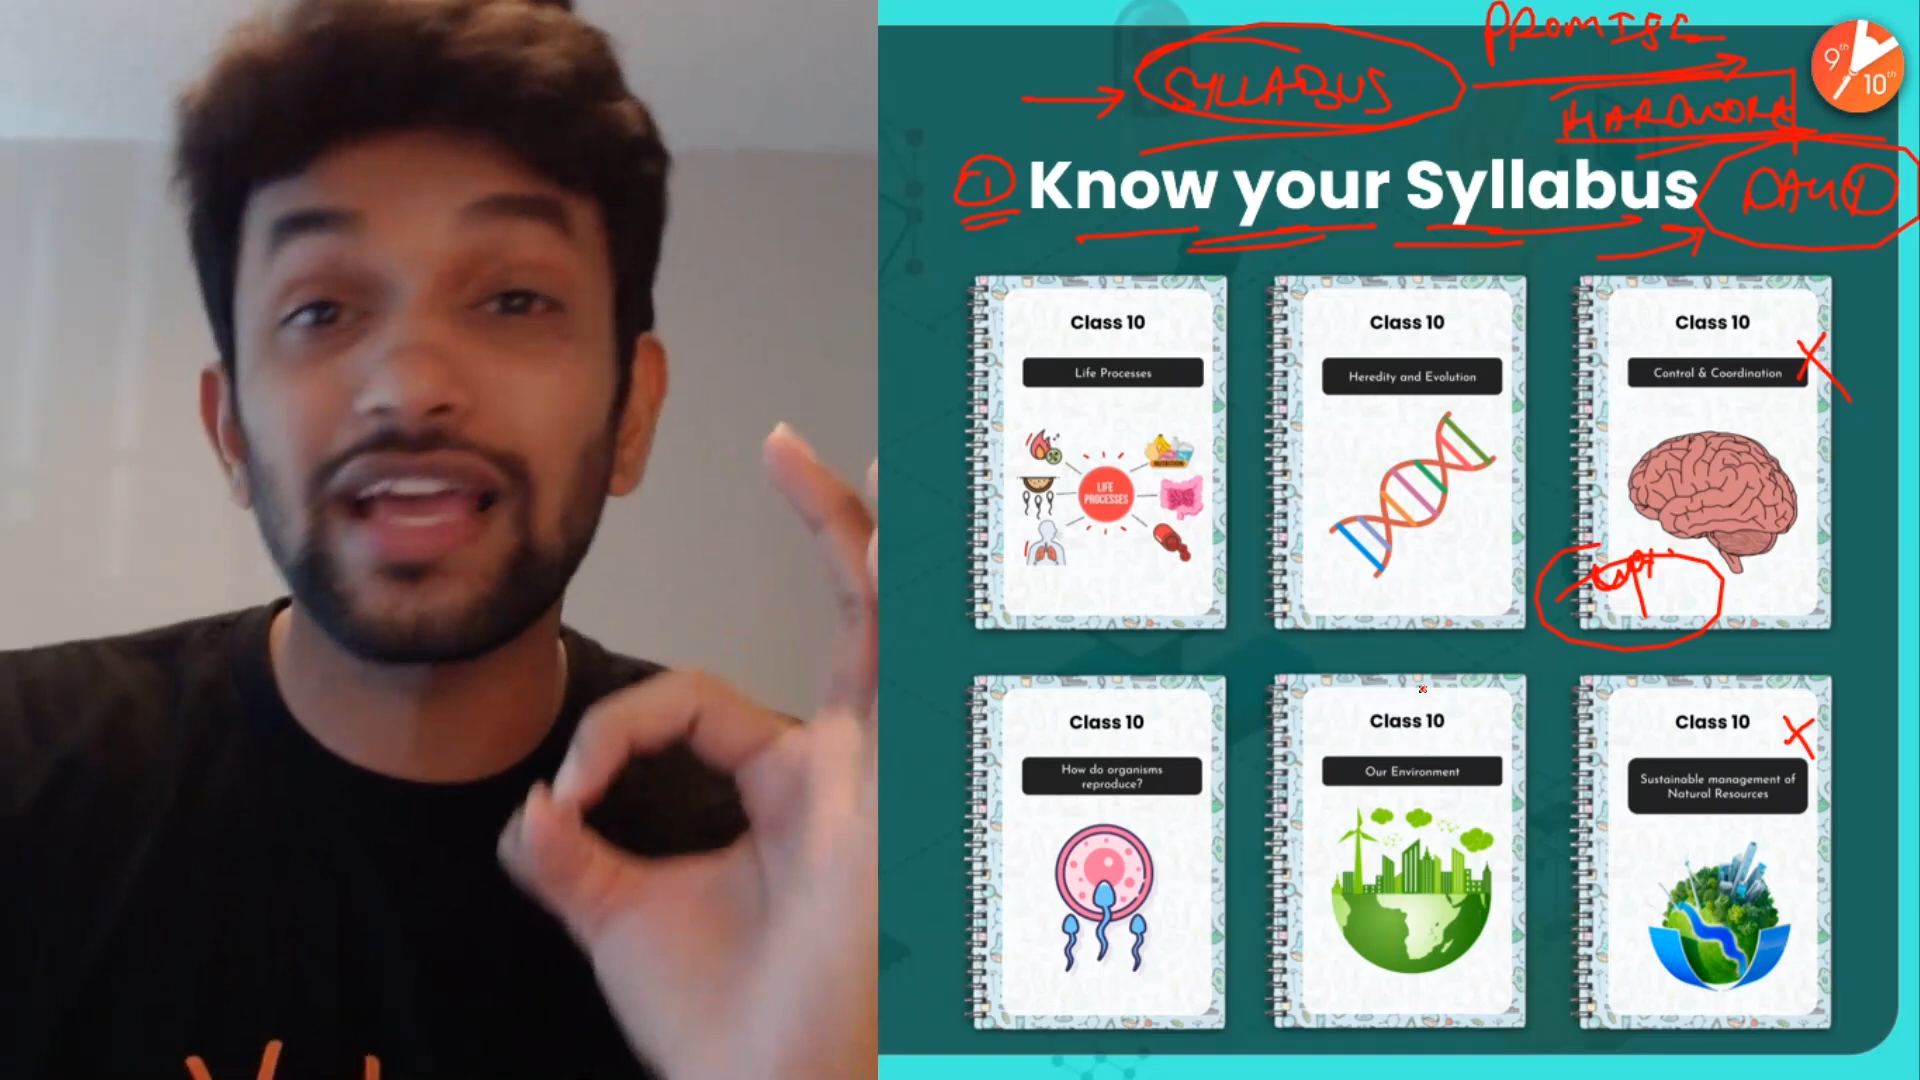 PROMISE
SYLLABUS
HARDWORK
9th
10th
Know your Syllabus
DAY 1
Class 10
Life Processes
LIFE PROCESSES
NUTRITION
Class 10
Heredity and Evolution
Class 10
Control & Coordination
Class 10
How do organisms
reproduce?
Class 10
Our Environment
Class 10
Sustainable management of
Natural Resources